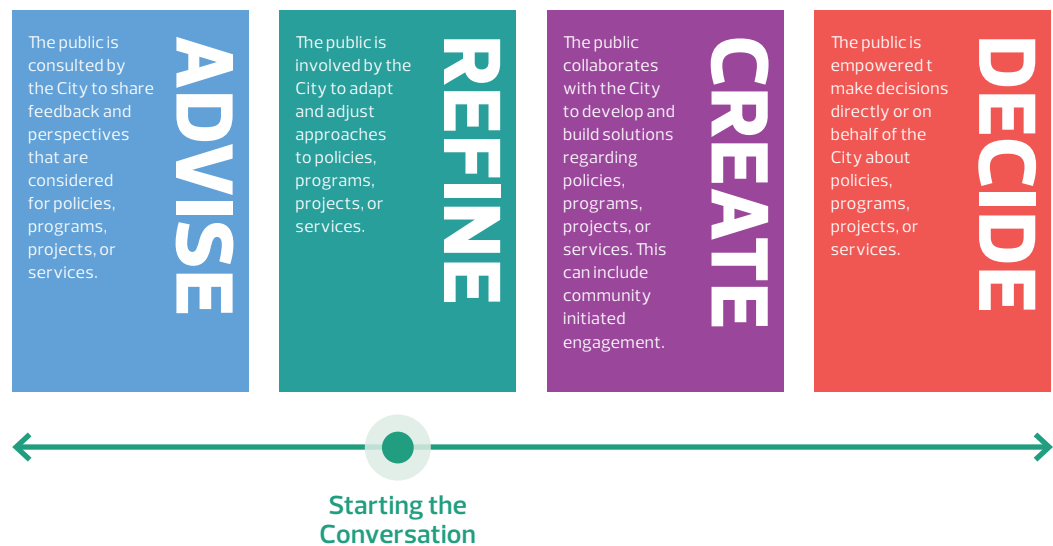 The public is
consulted by
the City to share
feedback and
perspectives
that are
considered
for policies,
programs,
projects, or
services.
ADVISE
The public is
involved by the
City to adapt
and adjust
approaches
to policies,
programs,
projects, or
services.
REFINE
The public
collaborates
with the City
to develop and
build solutions
regarding
policies,
programs,
projects, or
services. This
can include
community
initiated
engagement.
CREATE
The public is
empowered t
make decisions
directly or on
behalf of the
City about
policies,
programs,
projects, or
services.
DECIDE
Starting the
Conversation